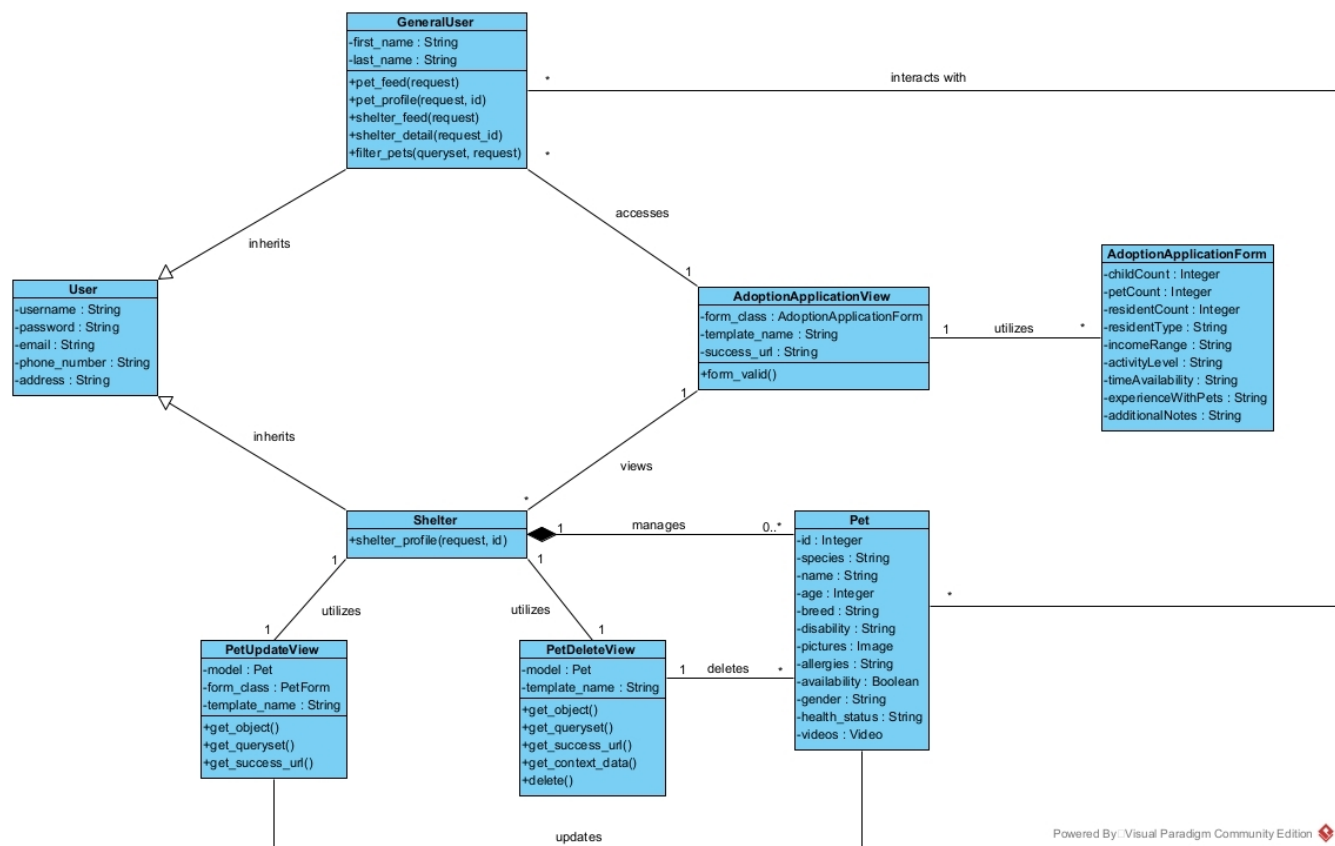 GeneralUser
-first_name : String
-last_name : String
+pet_feed(request)
+pet_profile(request, id)
+shelter_feed(request)
+shelter_detail(request_id)
+filter_pets(queryset, request)
*
interacts with
*
accesses
1
inherits
User
-username : String
-password : String
-email : String
-phone_number : String
-address : String
AdoptionApplicationView
-form_class : AdoptionApplicationForm
-template_name : String
-success_url : String
+form_valid()
1
utilizes
*
AdoptionApplicationForm
-childCount : Integer
-petCount : Integer
-residentCount : Integer
-residentType : String
-incomeRange : String
-activityLevel : String
-timeAvailability : String
-experienceWithPets : String
-additionalNotes : String
1
inherits
views
*
Shelter
+shelter_profile(request, id)
1
manages
0..*
Pet
-id : Integer
-species : String
-name : String
-age : Integer
-breed : String
-disability : String
-pictures : Image
-allergies : String
-availability : Boolean
-gender : String
-health_status : String
-videos : Video
*
1
utilizes
1
1
utilizes
1
PetUpdateView
-model : Pet
-form_class : PetForm
-template_name : String
+get_object()
+get_queryset()
+get_success_url()
PetDeleteView
-model : Pet
-template_name : String
+get_object()
+get_queryset()
+get_success_url()
+get_context_data()
+delete()
1
deletes
*
updates
Powered By Visual Paradigm Community Edition